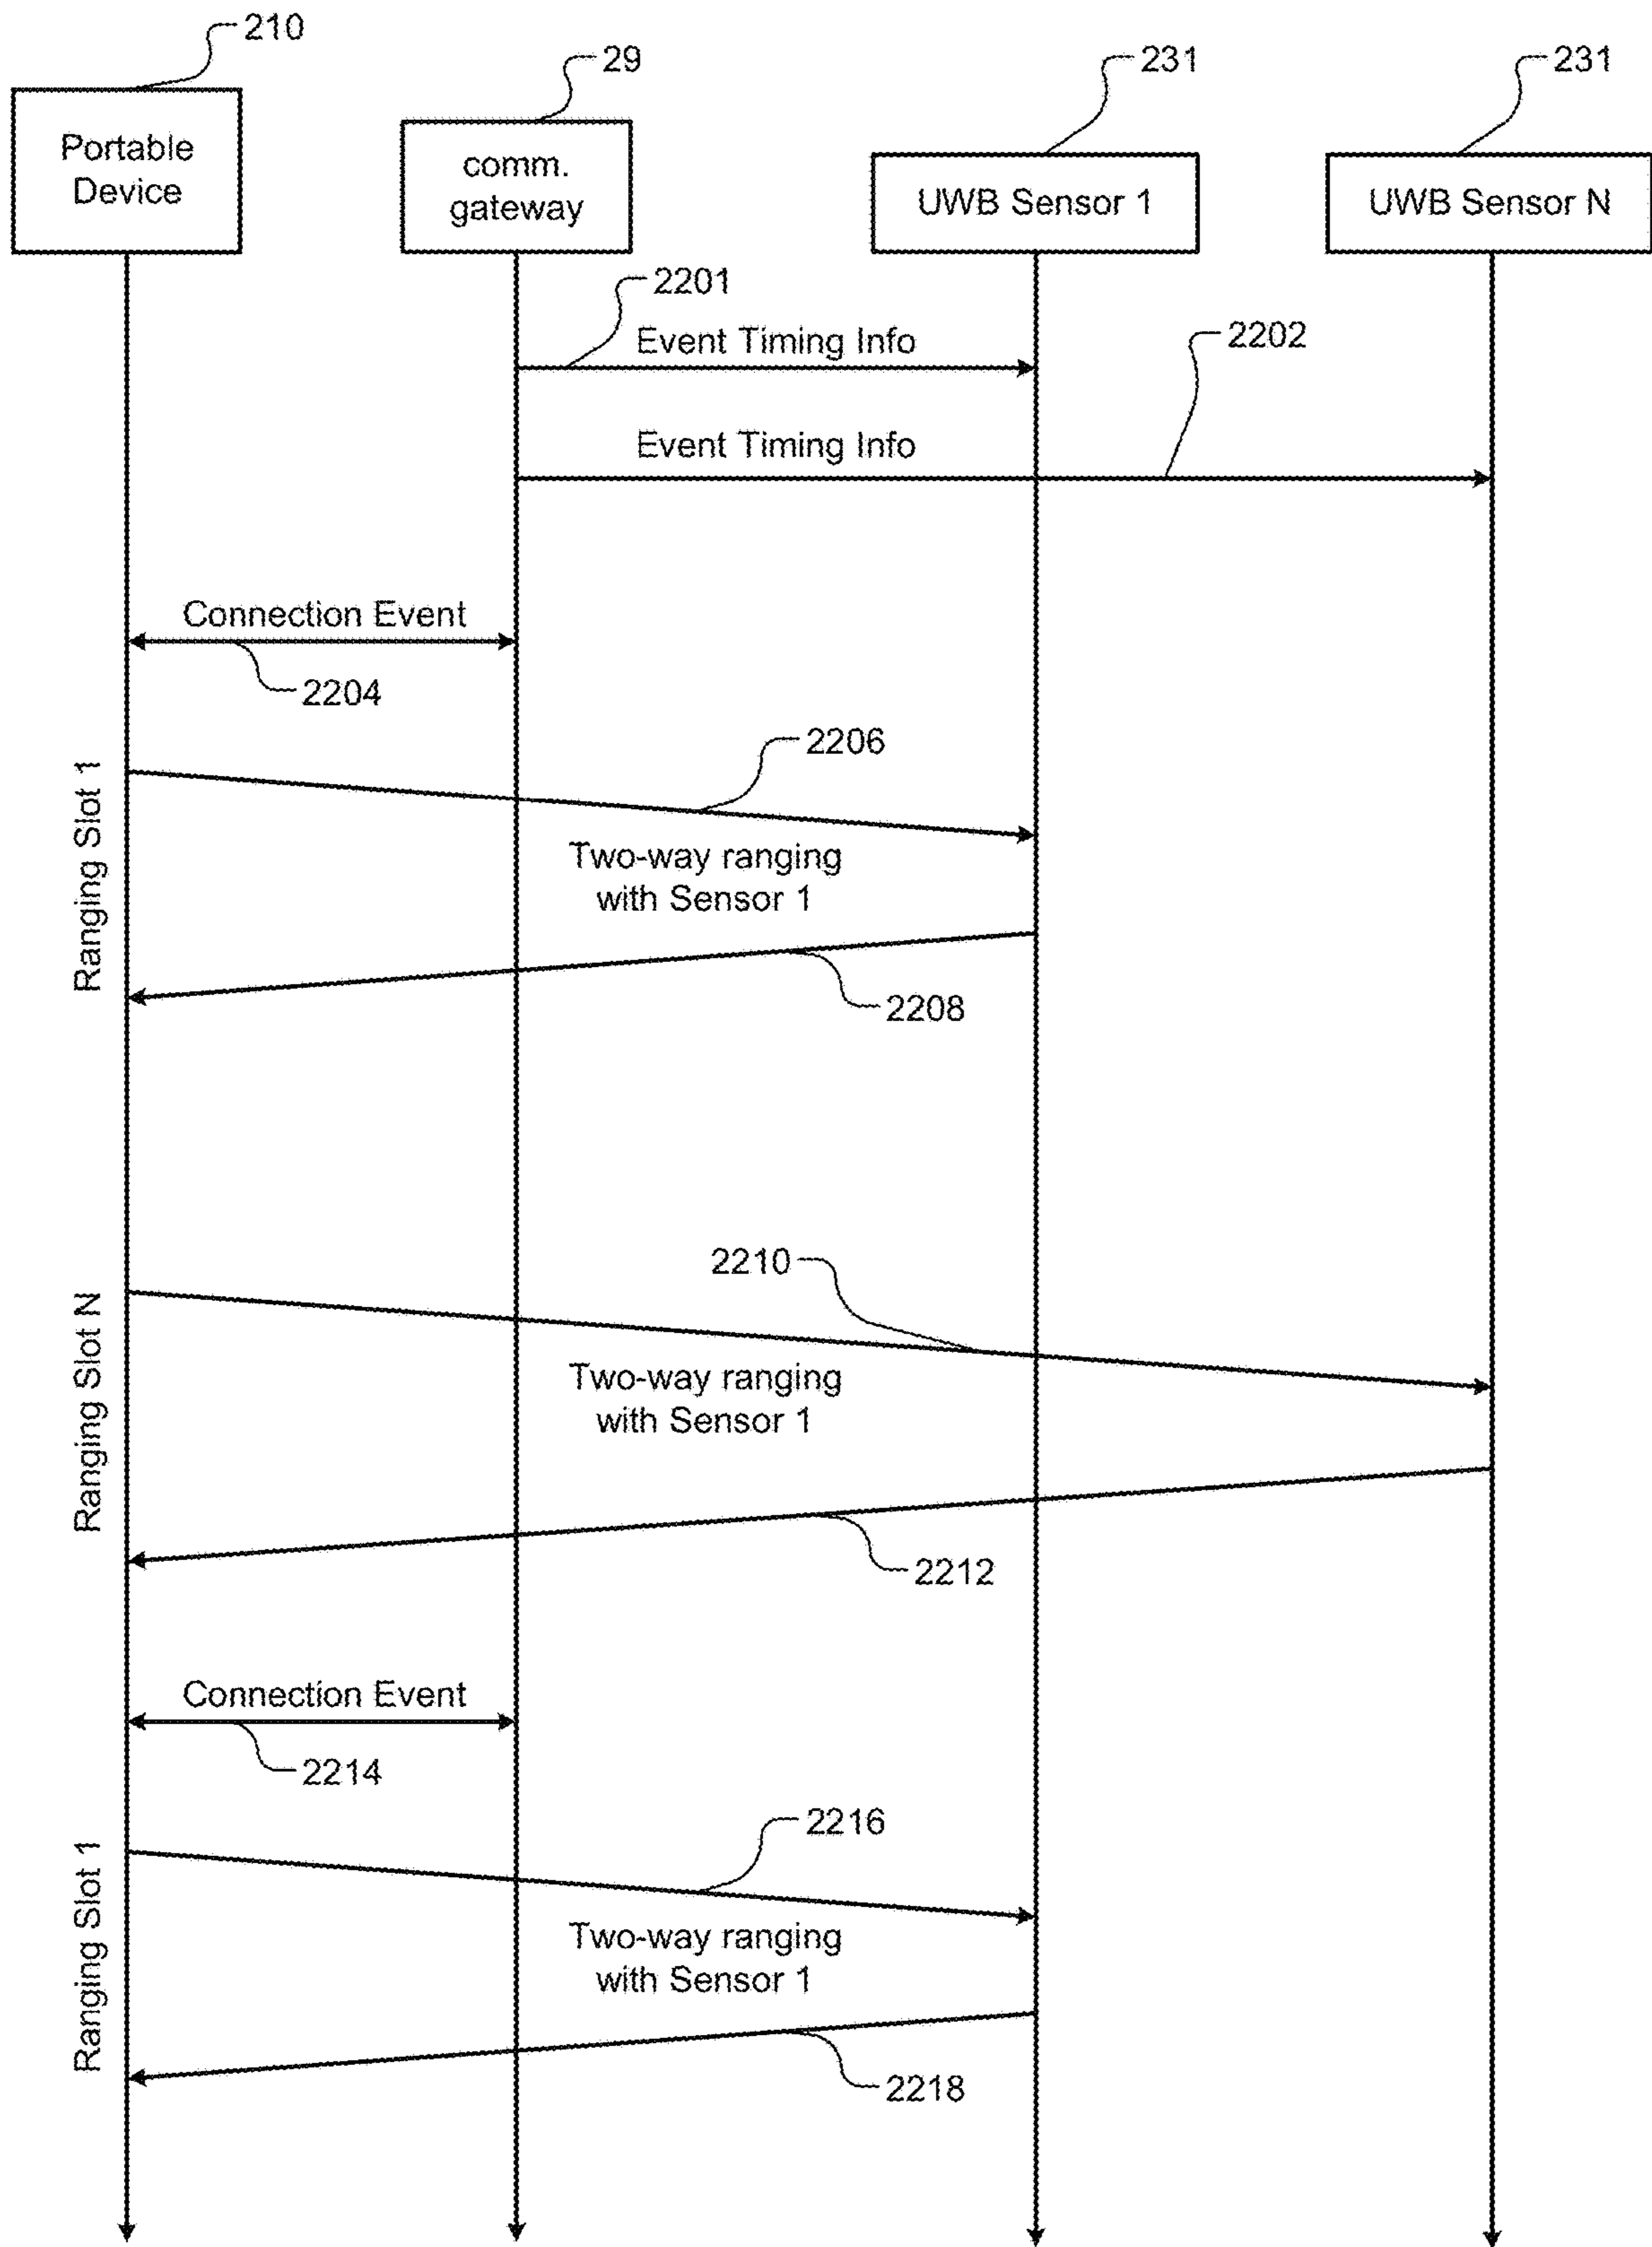 210
29
231
231
Portable
Device
comm.
gateway
UWB Sensor 1
UWB Sensor N
2201
Event Timing Info
2202
Event Timing Info
Connection Event
2204
Ranging Slot 1
2206
Two-way ranging
with Sensor 1
2208
Ranging Slot N
2210
Two-way ranging
with Sensor 1
2212
Connection Event
2214
Ranging Slot 1
2216
Two-way ranging
with Sensor 1
2218